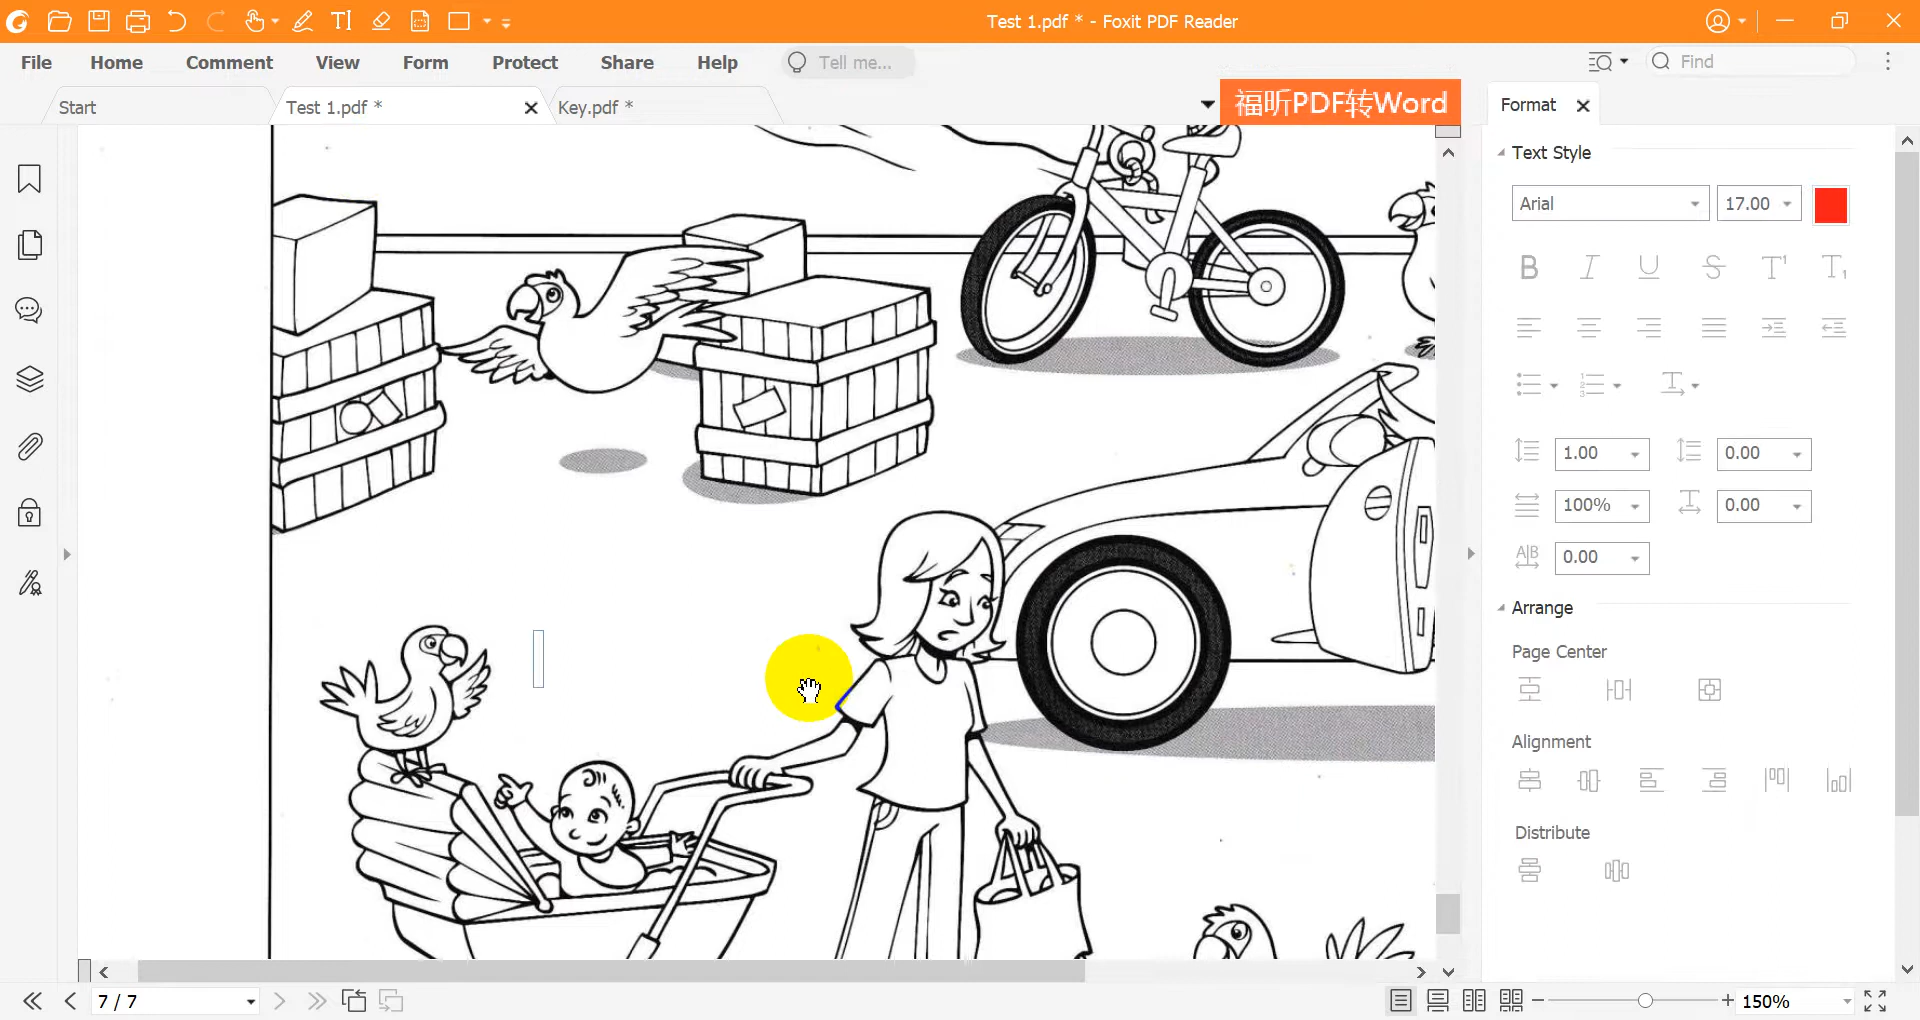 Test 1.pdf * - Foxit PDF Reader
File Home Comment View Form Protect Share Help Tell me... Find
Start Test 1.pdf * Key.pdf * 福昕PDF转Word Format
Text Style
Arial 17.00
1.00 0.00
100% 0.00
0.00
Arrange
Page Center
Alignment
Distribute
7 / 7 150%